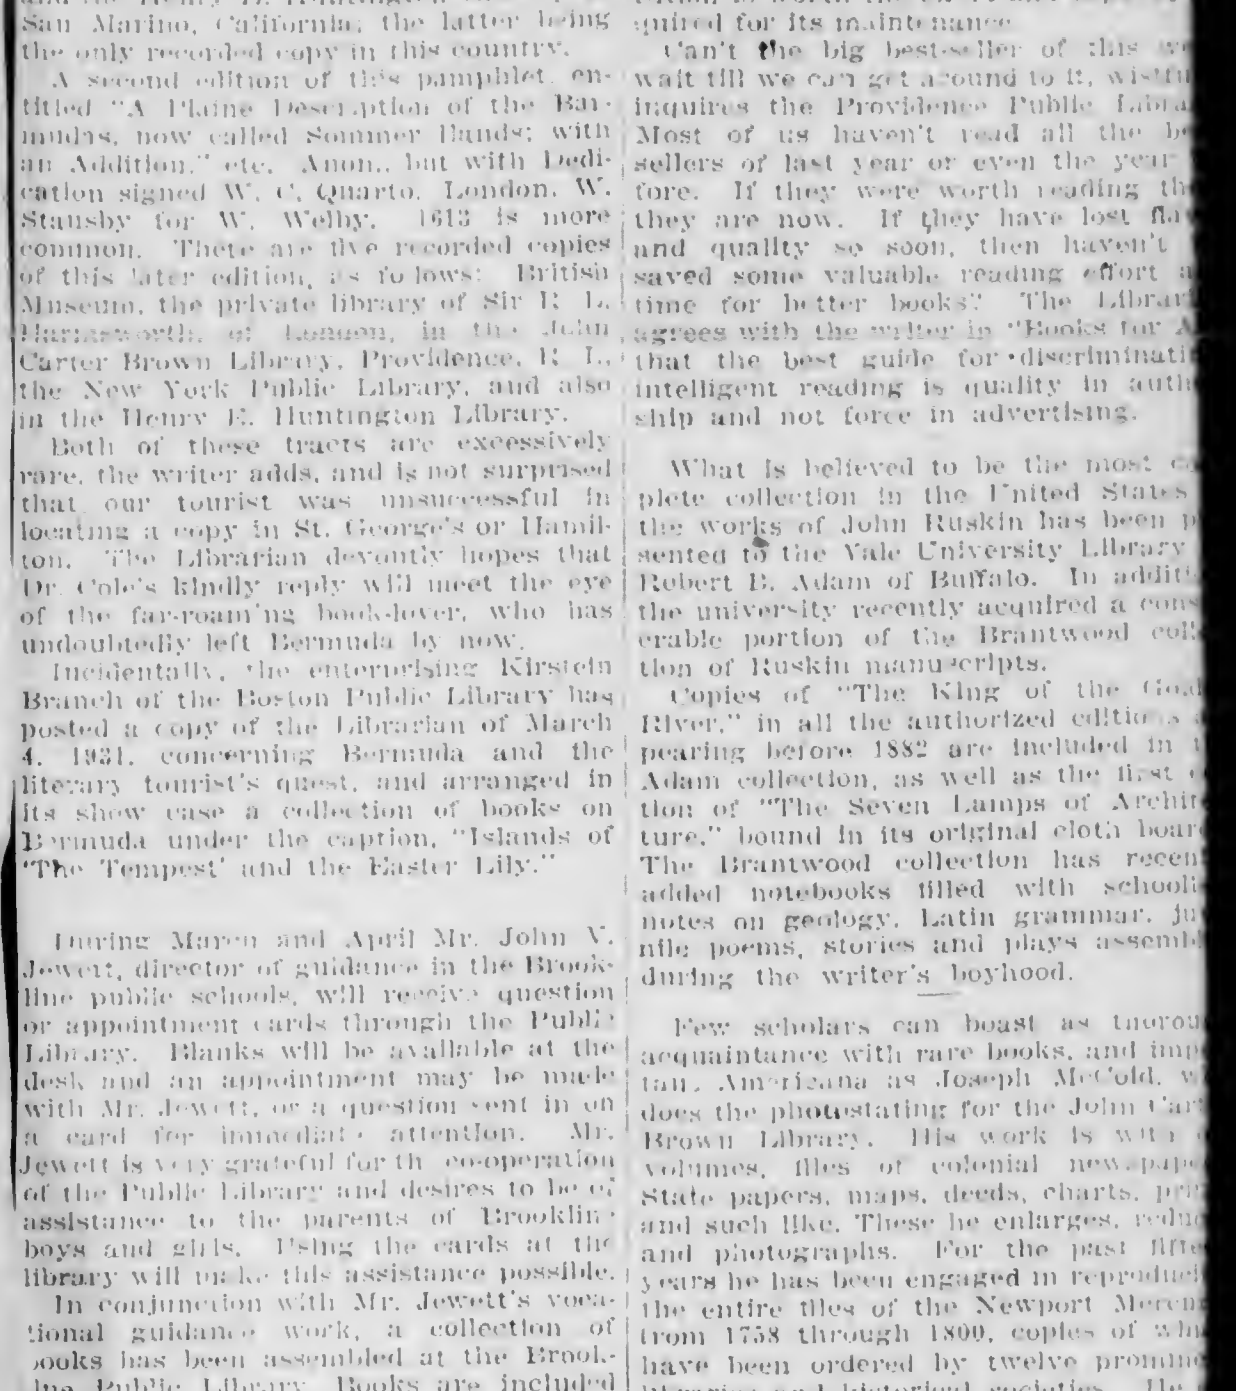 San Marino, California; the latter being
the only recorded copy in this country.
A second edition of this pamphlet, en-
titled "A Plaine Description of the Bar-
mudas, now called Sommer Ilands; with
an Addition," etc. Anon., but with Dedi-
cation signed W. C. Quarto, London. W.
Stansby for W. Welby. 1613 is more
common. There are five recorded copies
of this later edition, as follows: British
Museum, the private library of Sir R. L.
Harmsworth, of London, in the John
Carter Brown Library, Providence, R. I.,
the New York Public Library, and also
in the Henry E. Huntington Library.
Both of these tracts are excessively
rare, the writer adds, and is not surprised
that our tourist was unsuccessful in
locating a copy in St. George's or Hamil-
ton. The Librarian devoutly hopes that
Dr. Cole's kindly reply will meet the eye
of the far-roaming book-lover, who has
undoubtedly left Bermuda by now.
Incidentally, the enterprising Kirstein
Branch of the Boston Public Library has
posted a copy of the Librarian of March
4, 1931, concerning Bermuda and the
literary tourist's quest, and arranged in
its show case a collection of books on
Bermuda under the caption, "Islands of
'The Tempest' and the Easter Lily."
During March and April Mr. John V.
Jewett, director of guidance in the Brook-
line public schools, will receive question
or appointment cards through the Public
Library. Blanks will be available at the
desk and an appointment may be made
with Mr. Jewett, or a question sent in on
a card for immediate attention. Mr.
Jewett is very grateful for the co-operation
of the Public Library and desires to be of
assistance to the parents of Brookline
boys and girls. Using the cards at the
library will make this assistance possible.
In conjunction with Mr. Jewett's voca-
tional guidance work, a collection of
books has been assembled at the Brook-
line Public Library. Books are included
quired for its maintenance.
Can't the big best-seller of this
wait till we can get around to it,
inquires the Providence Public
Most of us haven't read all the
sellers of last year or even the year
fore. If they were worth reading
they are now. If they have lost
and quality so soon, then haven't
saved some valuable reading effort
time for better books? The
agrees with the writer in "Books for
that the best guide for
intelligent reading is quality in
ship and not force in advertising.
What is believed to be the most
plete collection in the United States
the works of John Ruskin has been
sented to the Yale University Library
Robert B. Adam of Buffalo. In
the university recently acquired a
erable portion of the Brantwood
tion of Ruskin manuscripts.
Copies of "The King of the
River," in all the authorized editions
pearing before 1882 are included in
Adam collection, as well as the first
tion of "The Seven Lamps of
ture," bound in its original cloth
The Brantwood collection has
added notebooks filled with
notes on geology, Latin grammar,
nile poems, stories and plays
during the writer's boyhood.
Few scholars can boast as
acquaintance with rare books, and
tant Americana as Joseph McCold,
does the photostating for the John
Brown Library. His work is with
volumes, files of colonial
State papers, maps, deeds, charts,
and such like. These he enlarges,
and photographs. For the past
years he has been engaged in
the entire files of the Newport
from 1758 through 1800, copies of
have been ordered by twelve